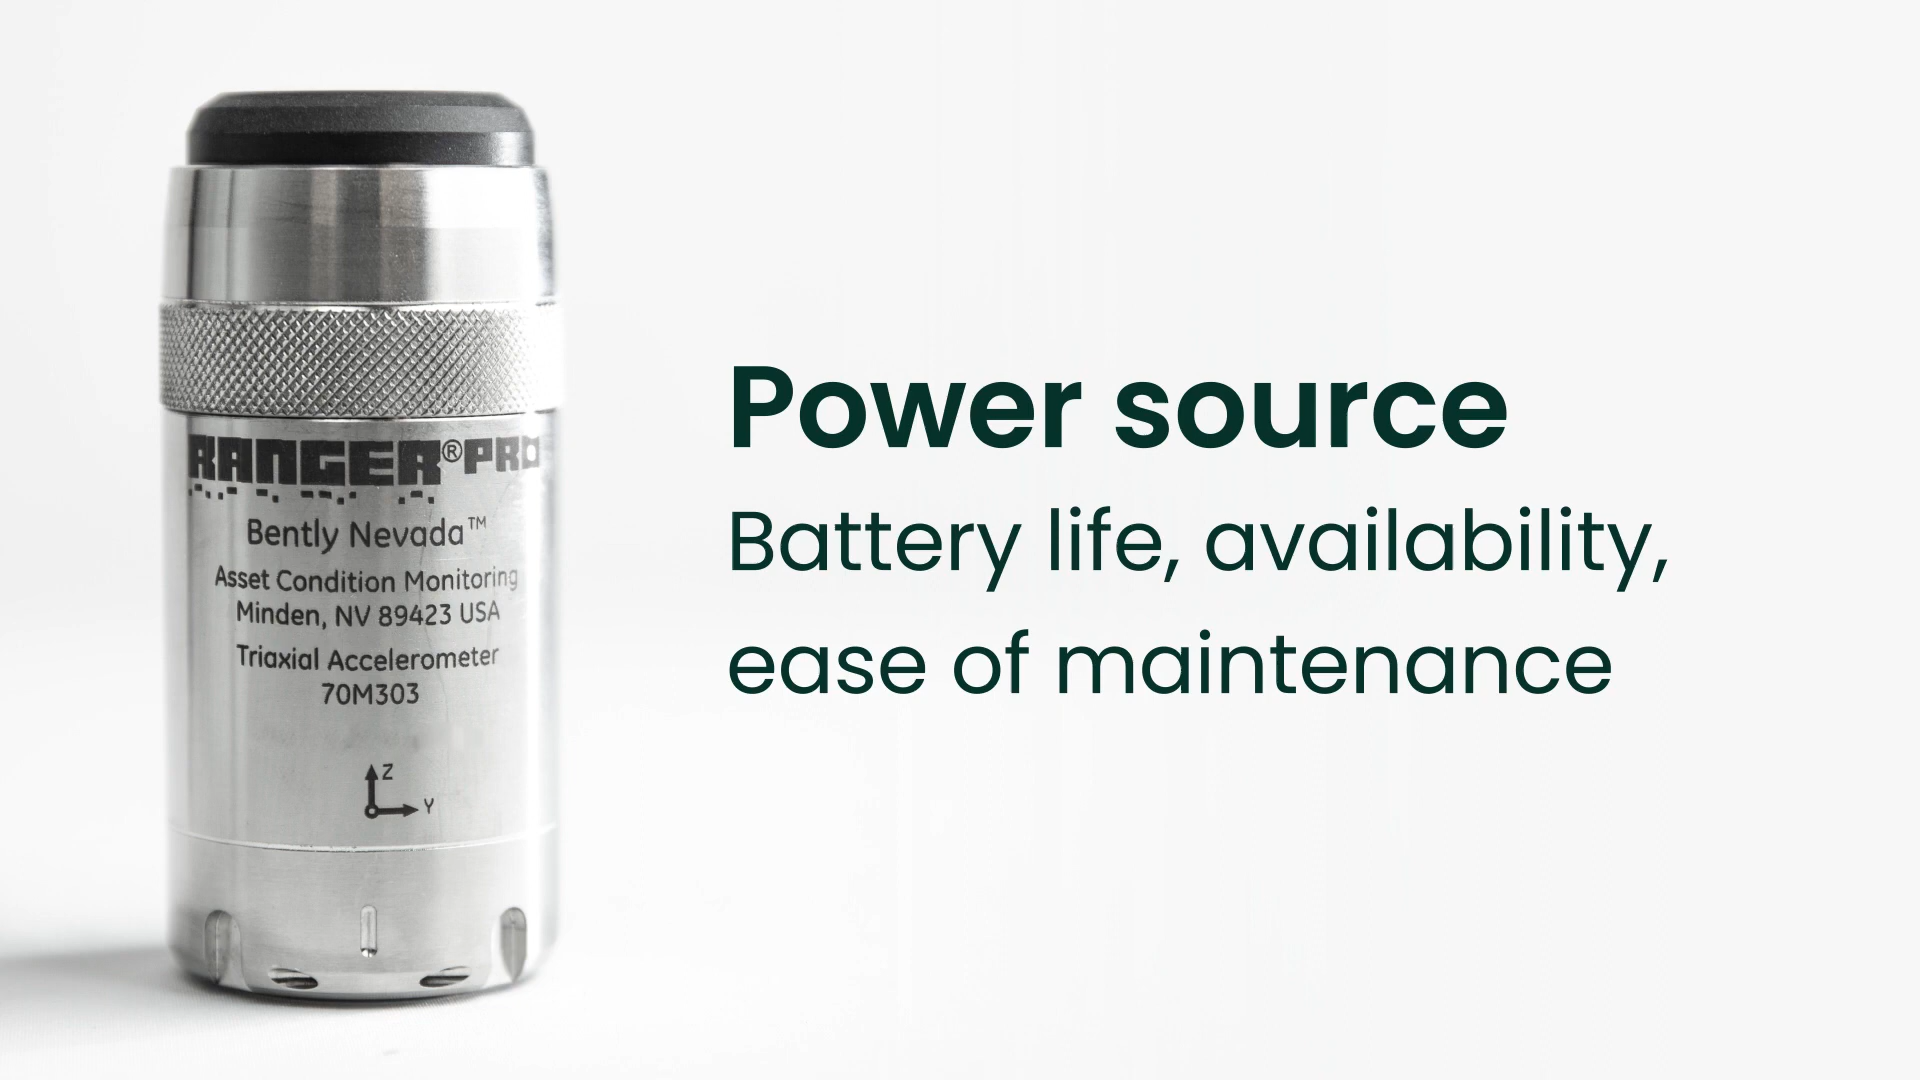 RANGER® PRO
Bently Nevada™
Asset Condition Monitoring
Minden, NV 89423 USA
Triaxial Accelerometer
70M303
Z
Y
Power source
Battery life, availability,
ease of maintenance